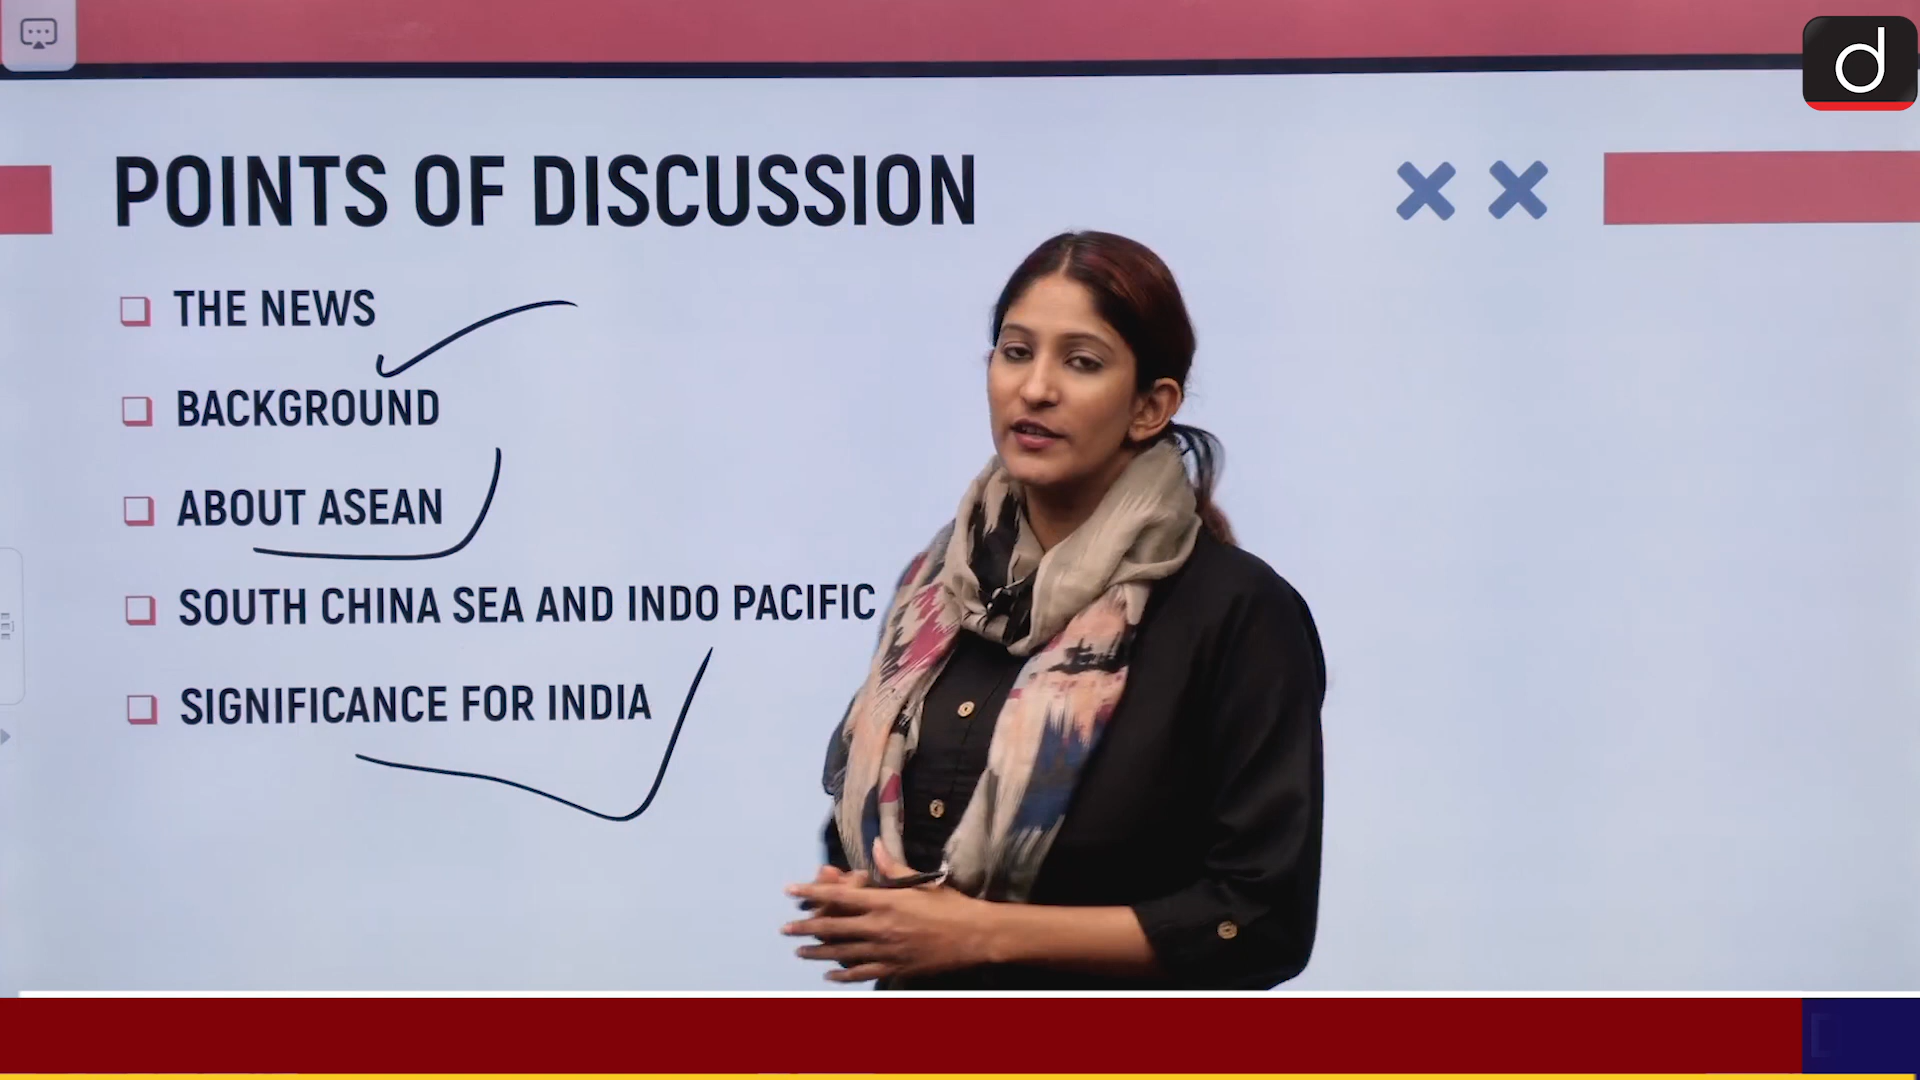 d
POINTS OF DISCUSSION
THE NEWS
BACKGROUND
ABOUT ASEAN
SOUTH CHINA SEA AND INDO PACIFIC
SIGNIFICANCE FOR INDIA